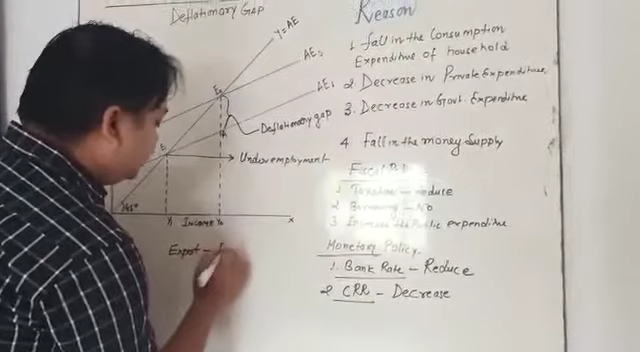 Deflationary GAP
Reason
Y=AE
AE2
AE1
E2
E1
Deflationary gap
Underemployment
45°
Y1 INCOME Y2 X
Export - I
1. Fall in the Consumption
Expenditure of household
2. Decrease in Private Expenditure
3. Decrease in Govt. Expenditure
4. Fall in the money Supply
Fiscal
1. Taxation - Reduce
2. Borrowing - No
3. Increase the Public expenditure
Monetary Policy.
1. Bank Rate - Reduce
2. CRR - Decrease